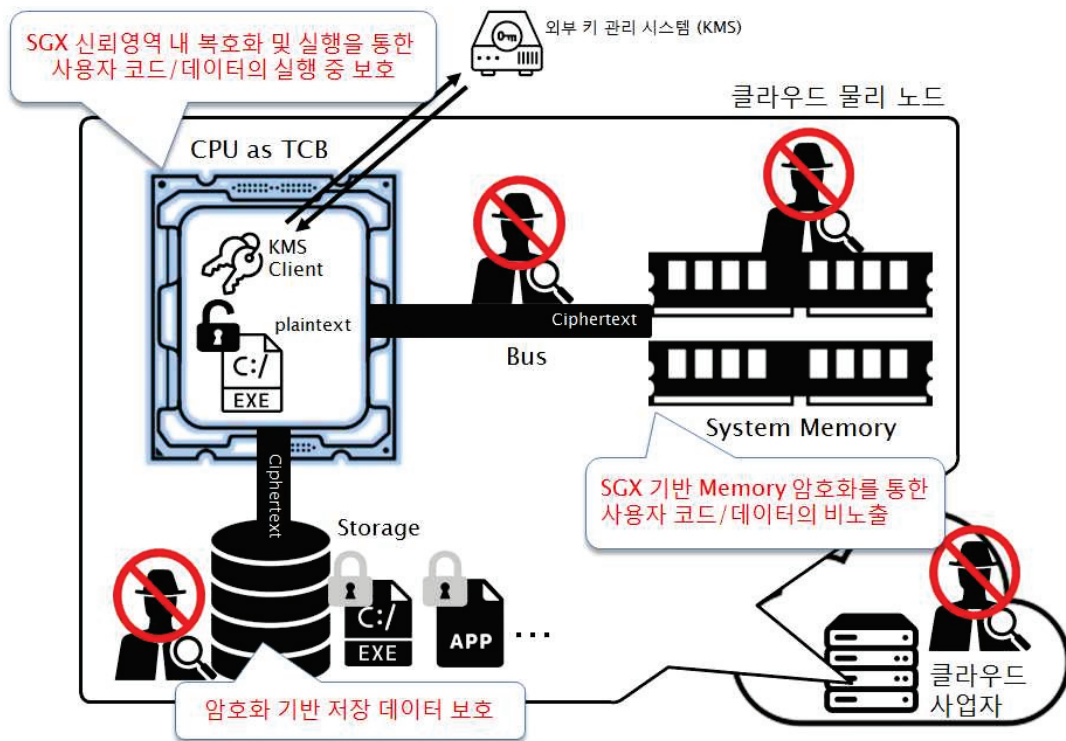 외부 키 관리 시스템 (KMS)
SGX 신뢰영역 내 복호화 및 실행을 통한
사용자 코드/데이터의 실행 중 보호
클라우드 물리 노드
CPU as TCB
KMS
Client
plaintext
C:/
EXE
Ciphertext
Bus
System Memory
Ciphertext
SGX 기반 Memory 암호화를 통한
사용자 코드/데이터의 비노출
Storage
C:/
EXE
APP
...
암호화 기반 저장 데이터 보호
클라우드
사업자